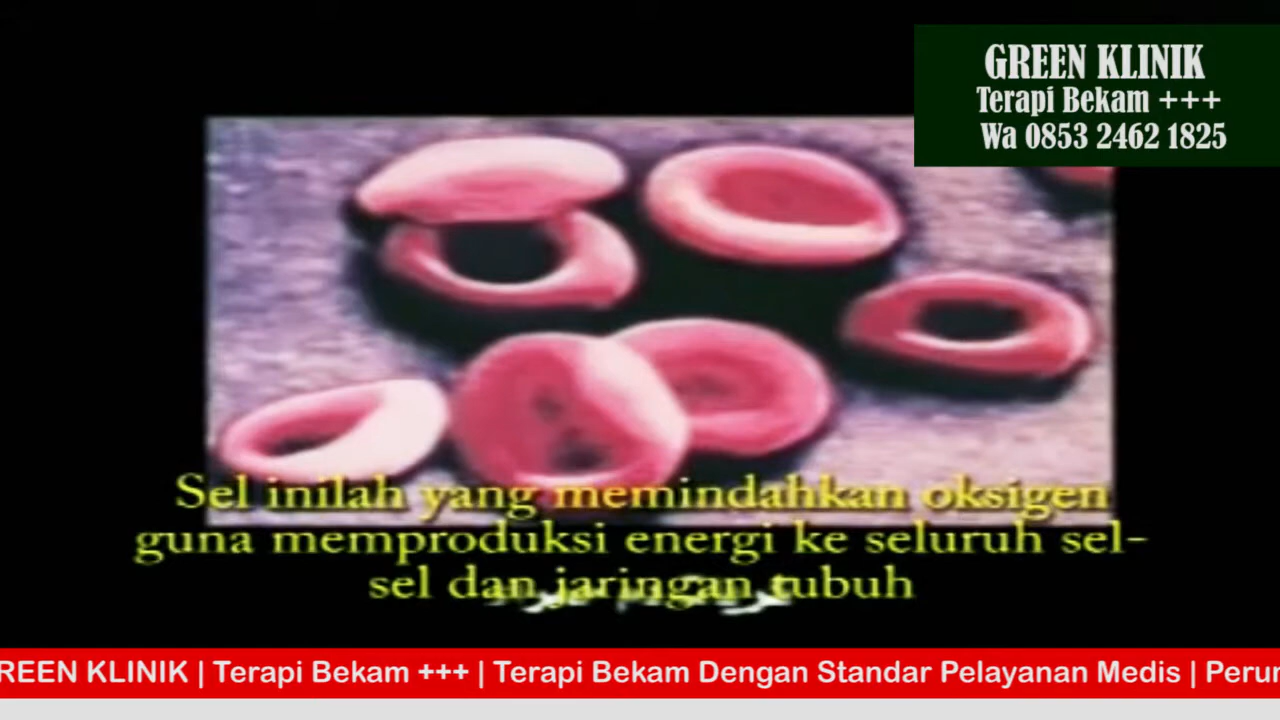 GREEN KLINIK
Terapi Bekam +++
Wa 0853 2462 1825
Sel inilah yang memindahkan oksigen
guna memproduksi energi ke seluruh sel-
sel dan jaringan tubuh
REEN KLINIK | Terapi Bekam +++ | Terapi Bekam Dengan Standar Pelayanan Medis | Perun